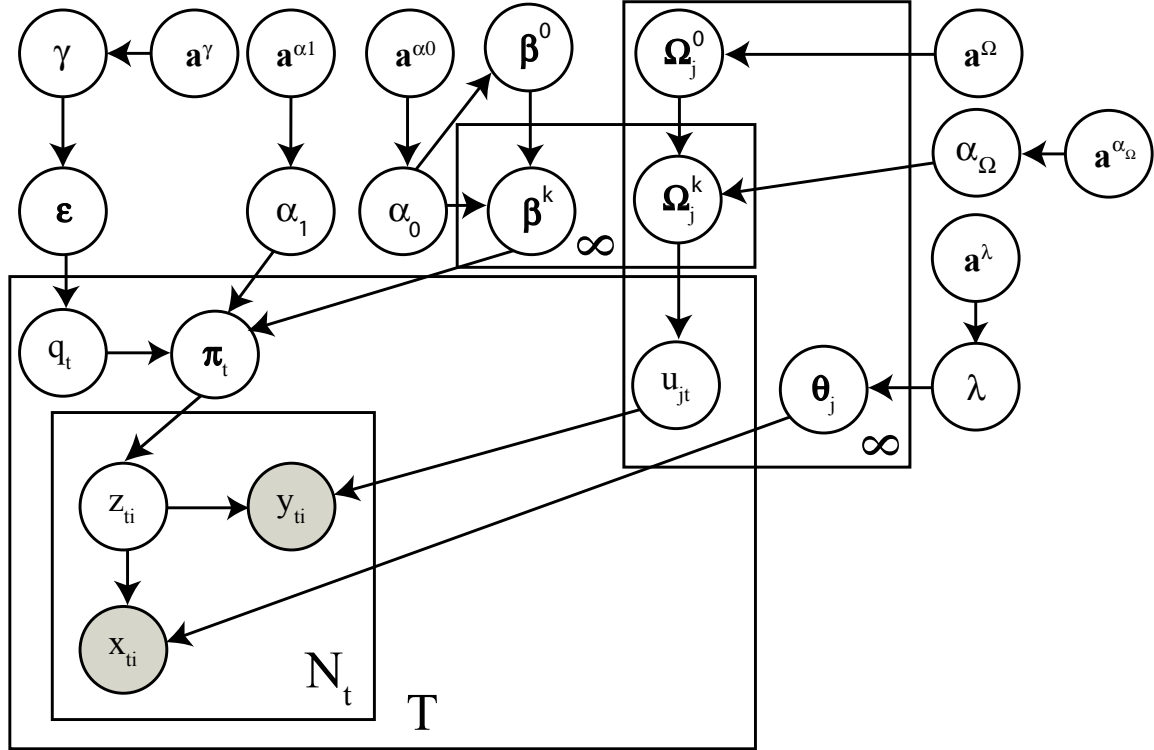 γ
a^γ
a^α1
a^α0
β^0
Ω_j^0
a^Ω
α_Ω
a^α_Ω
ε
α_1
α_0
β^k
∞
Ω_j^k
a^λ
q_t
π_t
u_jt
θ_j
λ
∞
z_ti
y_ti
x_ti
N_t
T